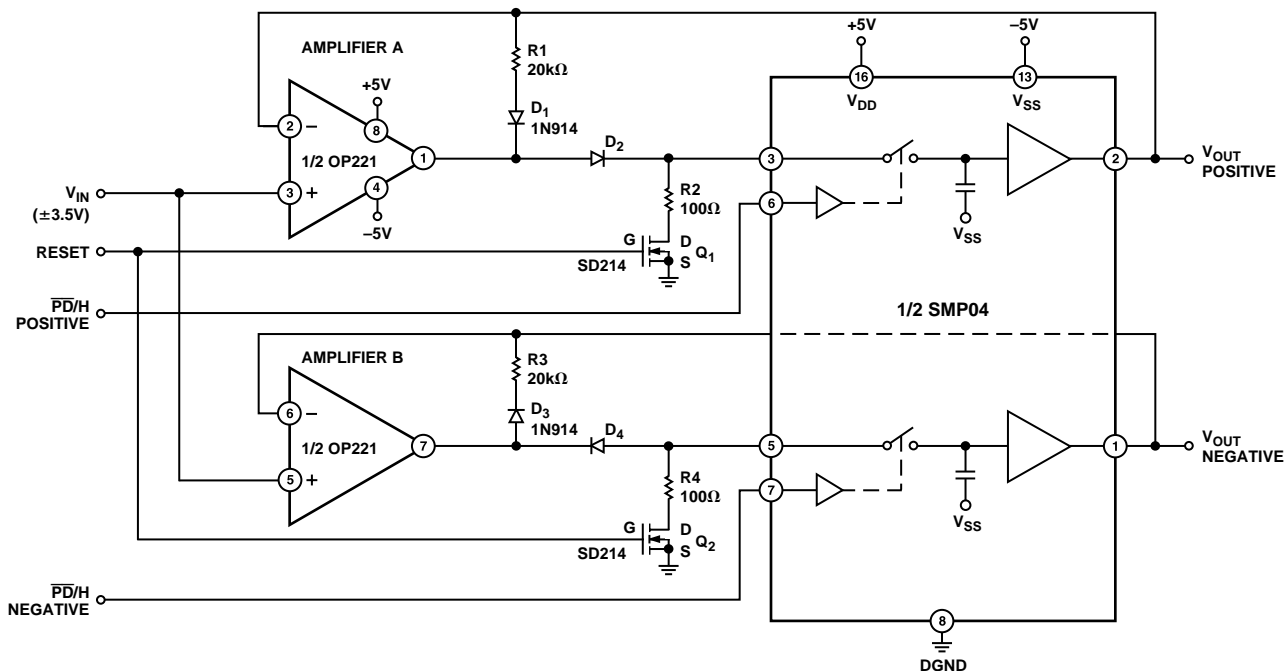 AMPLIFIER A
R1
20kΩ
+5V
–5V
16
13
VDD
VSS
+5V
D1
1N914
2
–
8
1/2 OP221
1
D2
3
2
VOUT
POSITIVE
VIN
(±3.5V)
3
+
4
–5V
R2
100Ω
6
VSS
RESET
G
D
S
Q1
SD214
PD/H
POSITIVE
1/2 SMP04
AMPLIFIER B
R3
20kΩ
6
–
D3
1N914
1/2 OP221
7
D4
5
1
VOUT
NEGATIVE
5
+
R4
100Ω
7
VSS
G
D
S
Q2
SD214
PD/H
NEGATIVE
8
DGND